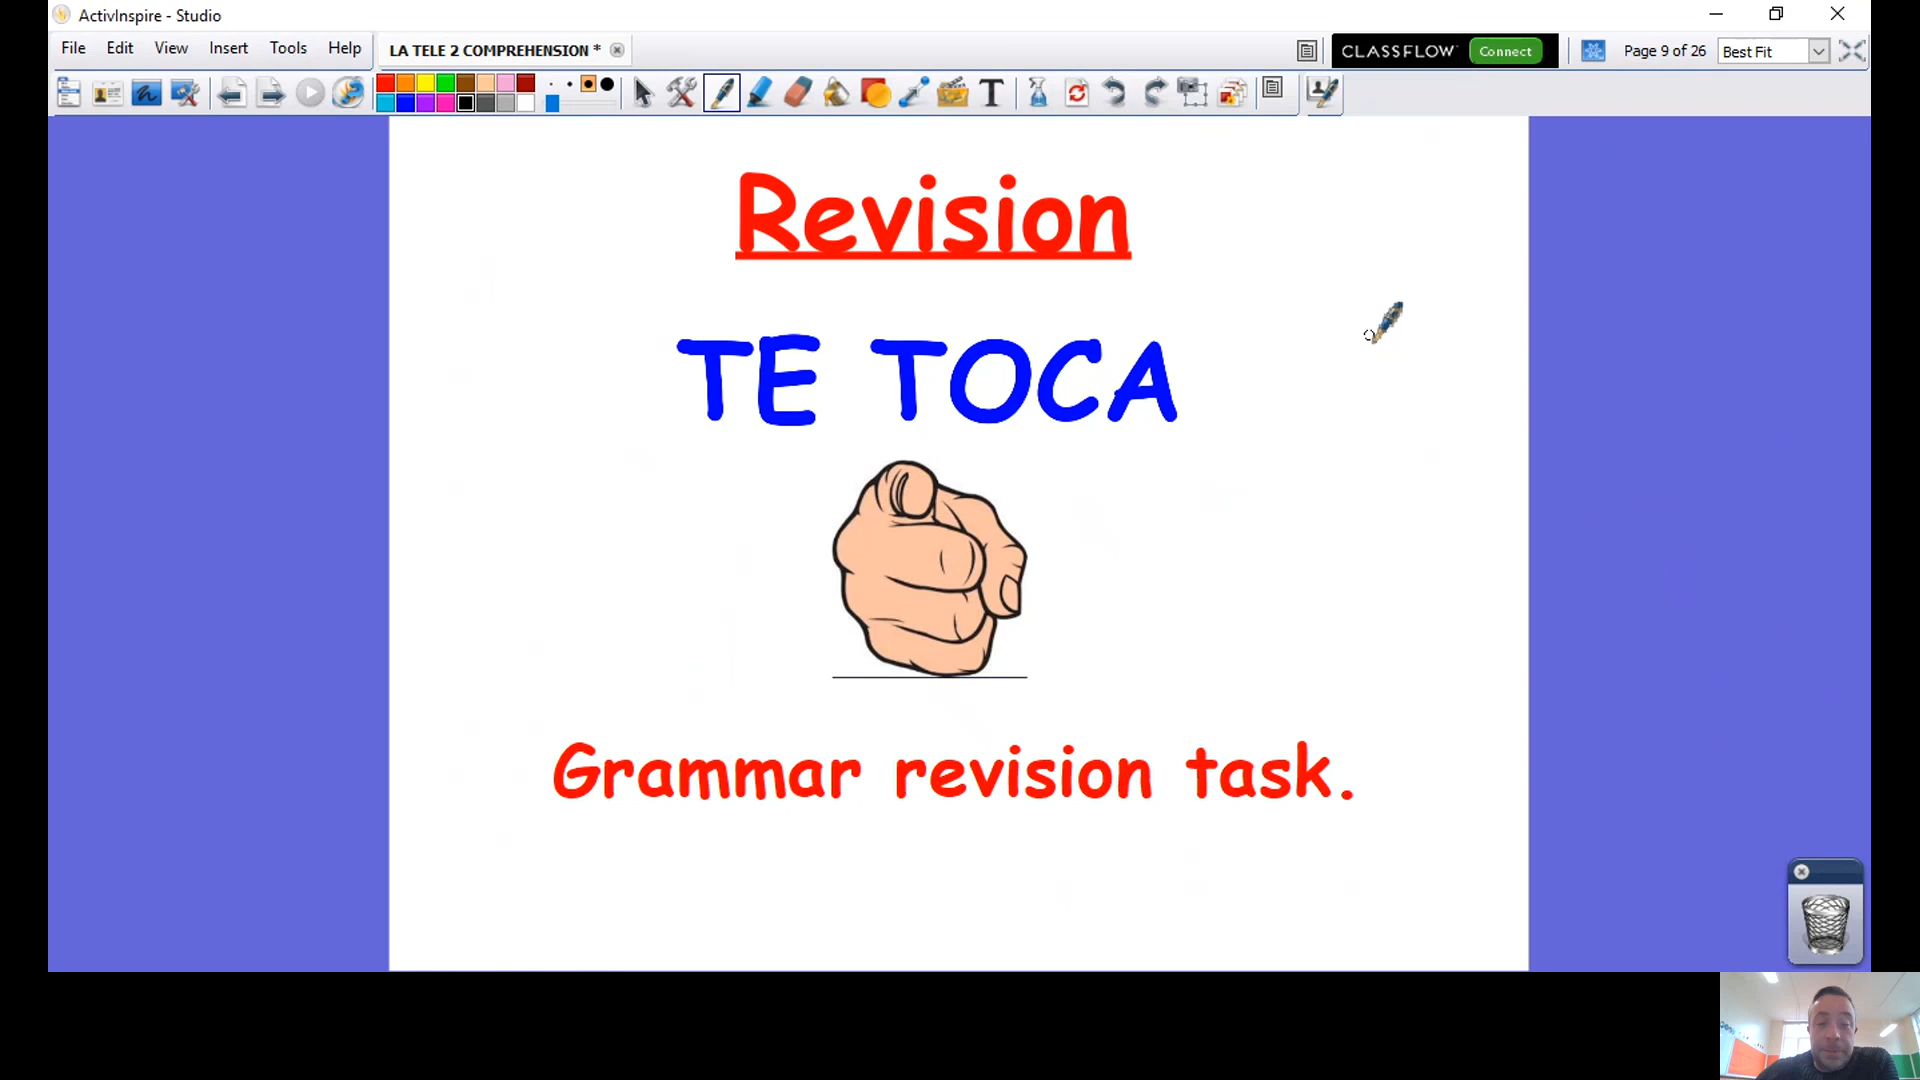 ActivInspire - Studio
File Edit View Insert Tools Help
LA TELE 2 COMPREHENSION *
CLASSFLOW Connect
Page 9 of 26 Best Fit
Revision
TE TOCA
Grammar revision task.